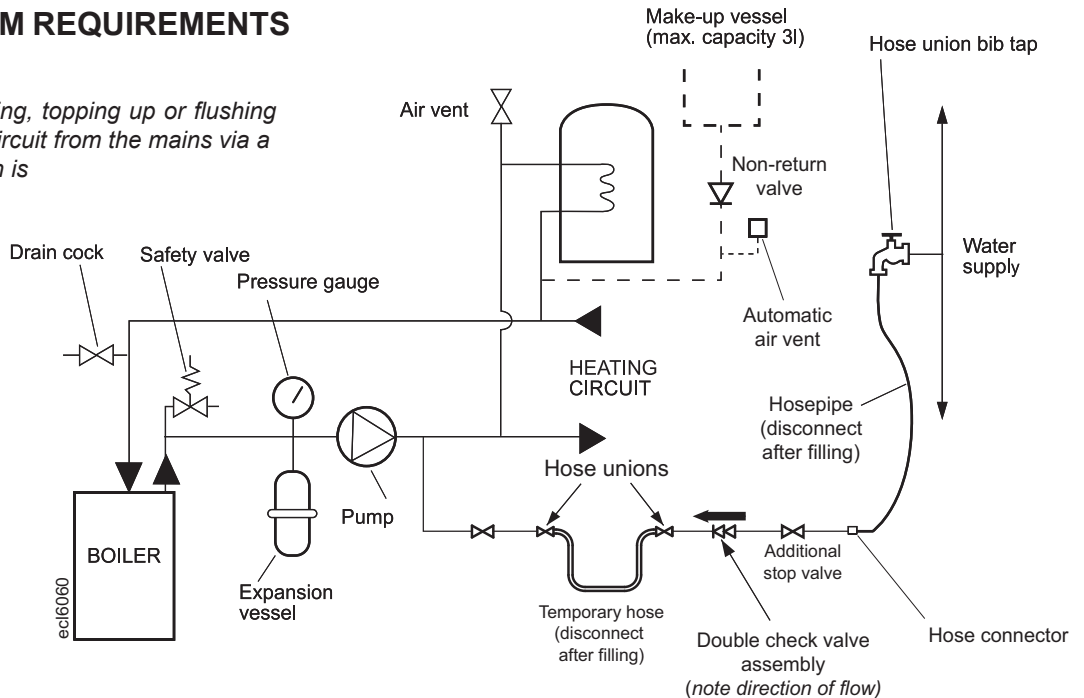 M REQUIREMENTS
ing, topping up or flushing
ircuit from the mains via a
n is
Make-up vessel
(max. capacity 3l)
Hose union bib tap
Air vent
Non-return
valve
Drain cock
Safety valve
Pressure gauge
Water
supply
Automatic
air vent
HEATING
CIRCUIT
Hosepipe
(disconnect
after filling)
Hose unions
Pump
BOILER
Additional
stop valve
ecl6060
Expansion
vessel
Temporary hose
(disconnect
after filling)
Double check valve
assembly
(note direction of flow)
Hose connector